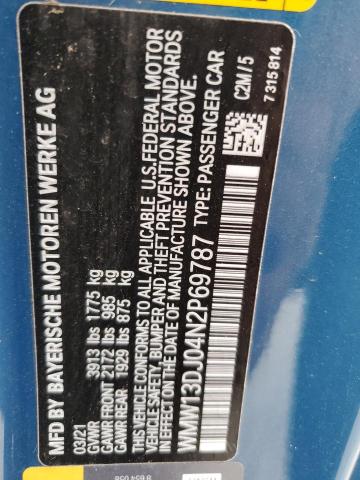 MFD BY BAYERISCHE MOTOREN WERKE AG
03/21
GVWR 3913 lbs 1775 kg
GAWR FRONT 2172 lbs 985 kg
GAWR REAR 1929 lbs 875 kg
THIS VEHICLE CONFORMS TO ALL APPLICABLE U.S. FEDERAL MOTOR
VEHICLE SAFETY, BUMPER AND THEFT PREVENTION STANDARDS
IN EFFECT ON THE DATE OF MANUFACTURE SHOWN ABOVE.
WMW13DJ04N2P69787 TYPE: PASSENGER CAR
C2M/5
7 315 814